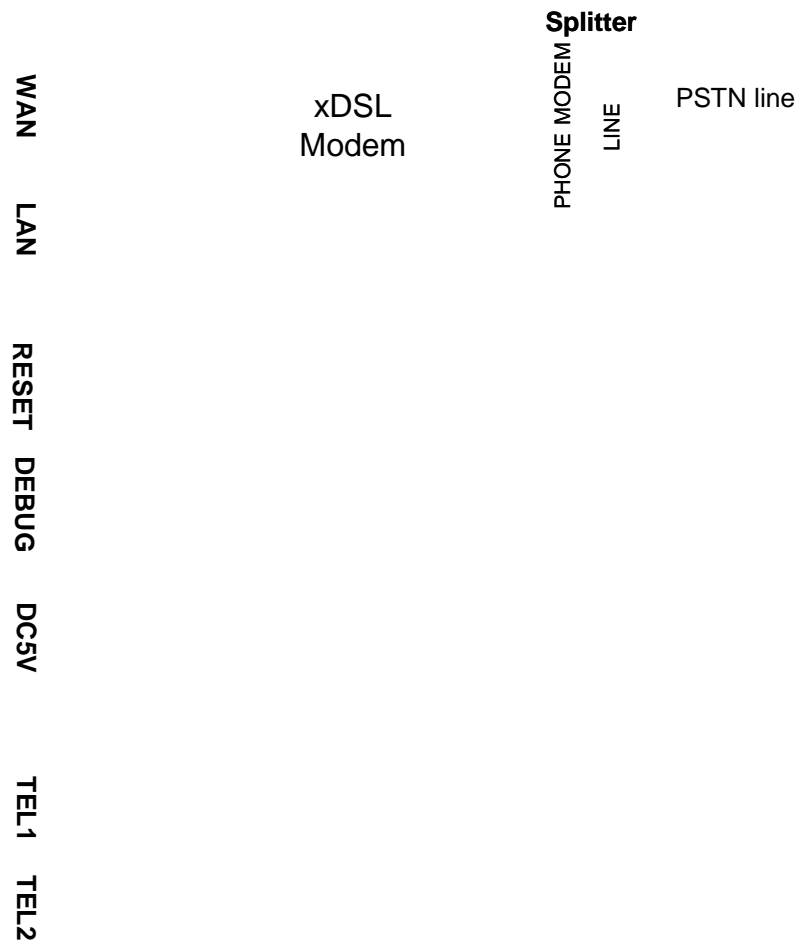 Splitter
PHONE MODEM
LINE
PSTN line
xDSL
Modem
WAN
LAN
RESET
DEBUG
DC5V
TEL1
TEL2